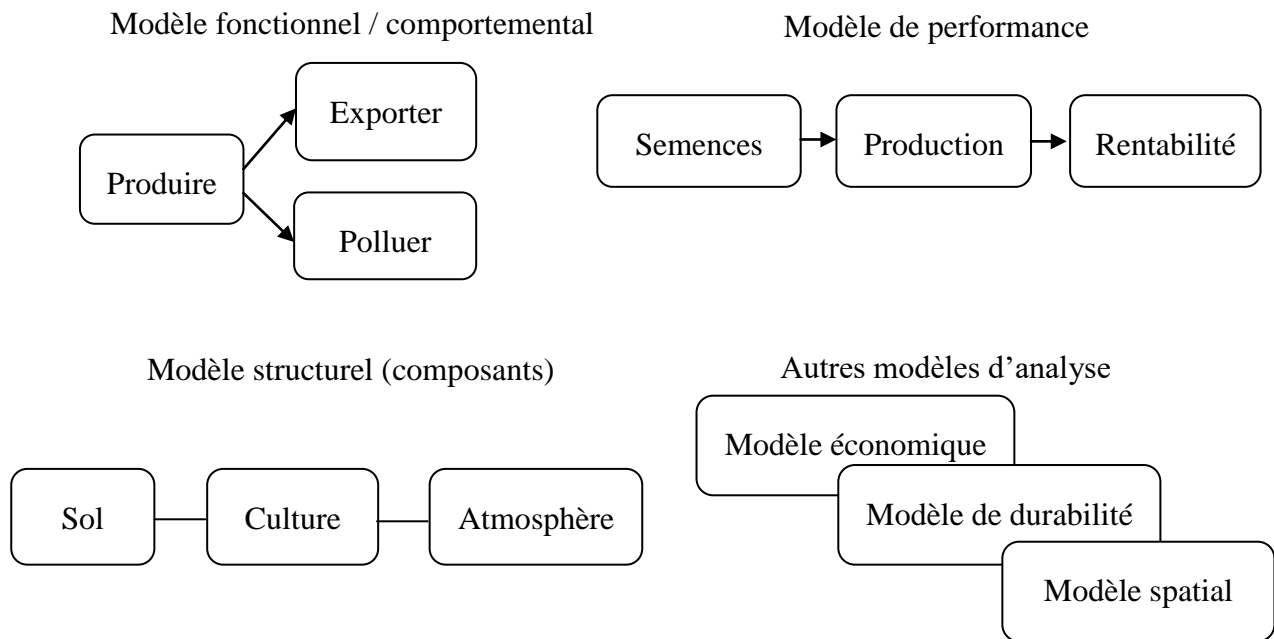 Modèle fonctionnel / comportemental
Exporter
Produire
Polluer
Modèle de performance
Semences
Production
Rentabilité
Modèle structurel (composants)
Sol
Culture
Atmosphère
Autres modèles d’analyse
Modèle économique
Modèle de durabilité
Modèle spatial